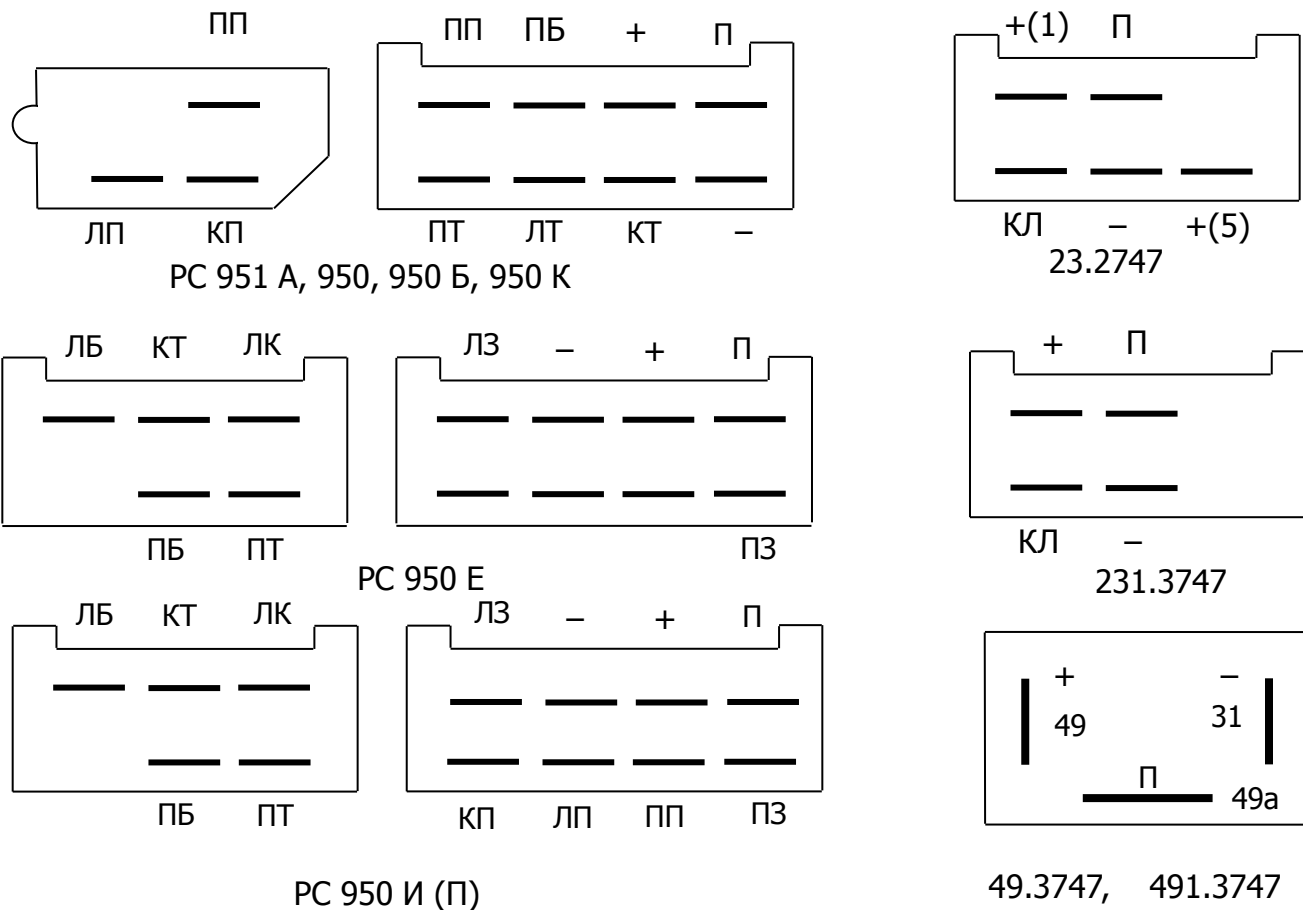 ПП
ЛП КП
ПП ПБ + П
ПТ ЛТ КТ –
РС 951 А, 950, 950 Б, 950 К
+(1) П
КЛ – +(5)
23.2747
ЛБ КТ ЛК
ПБ ПТ
ЛЗ – + П
ПЗ
РС 950 Е
+ П
КЛ –
231.3747
ЛБ КТ ЛК
ПБ ПТ
ЛЗ – + П
КП ЛП ПП ПЗ
РС 950 И (П)
+ –
49 31
П
49а
49.3747, 491.3747